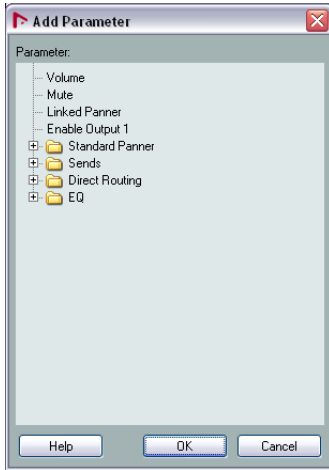 Add Parameter
Parameter:
Volume
Mute
Linked Panner
Enable Output 1
Standard Panner
Sends
Direct Routing
EQ
Help OK Cancel